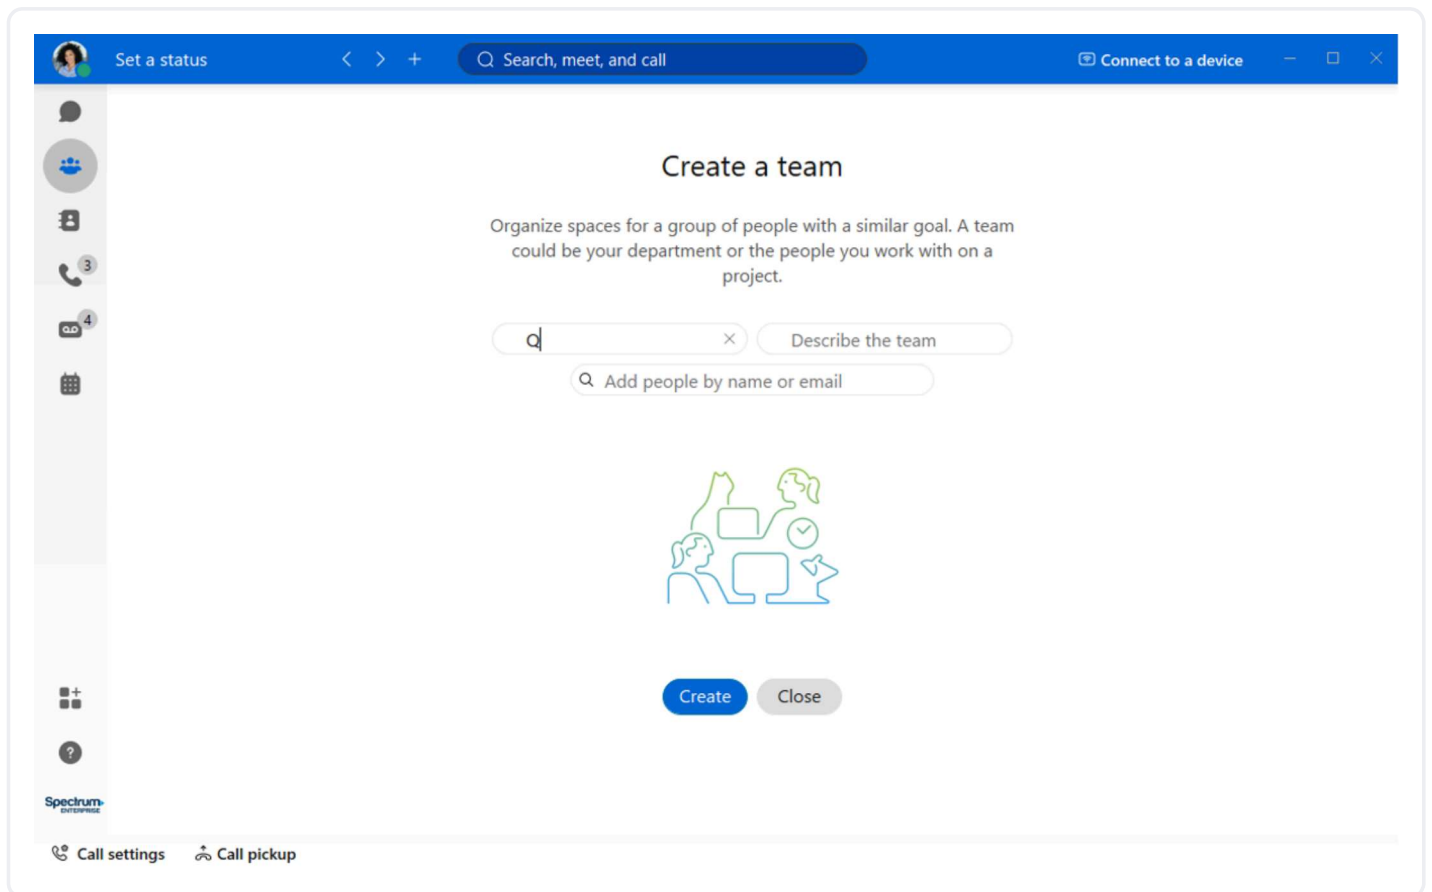 Set a status
Search, meet, and call
Connect to a device
Create a team
Organize spaces for a group of people with a similar goal. A team
could be your department or the people you work with on a
project.
3
Q
Describe the team
4
Add people by name or email
Create
Close
?
Spectrum
ENTERPRISE
Call settings
Call pickup